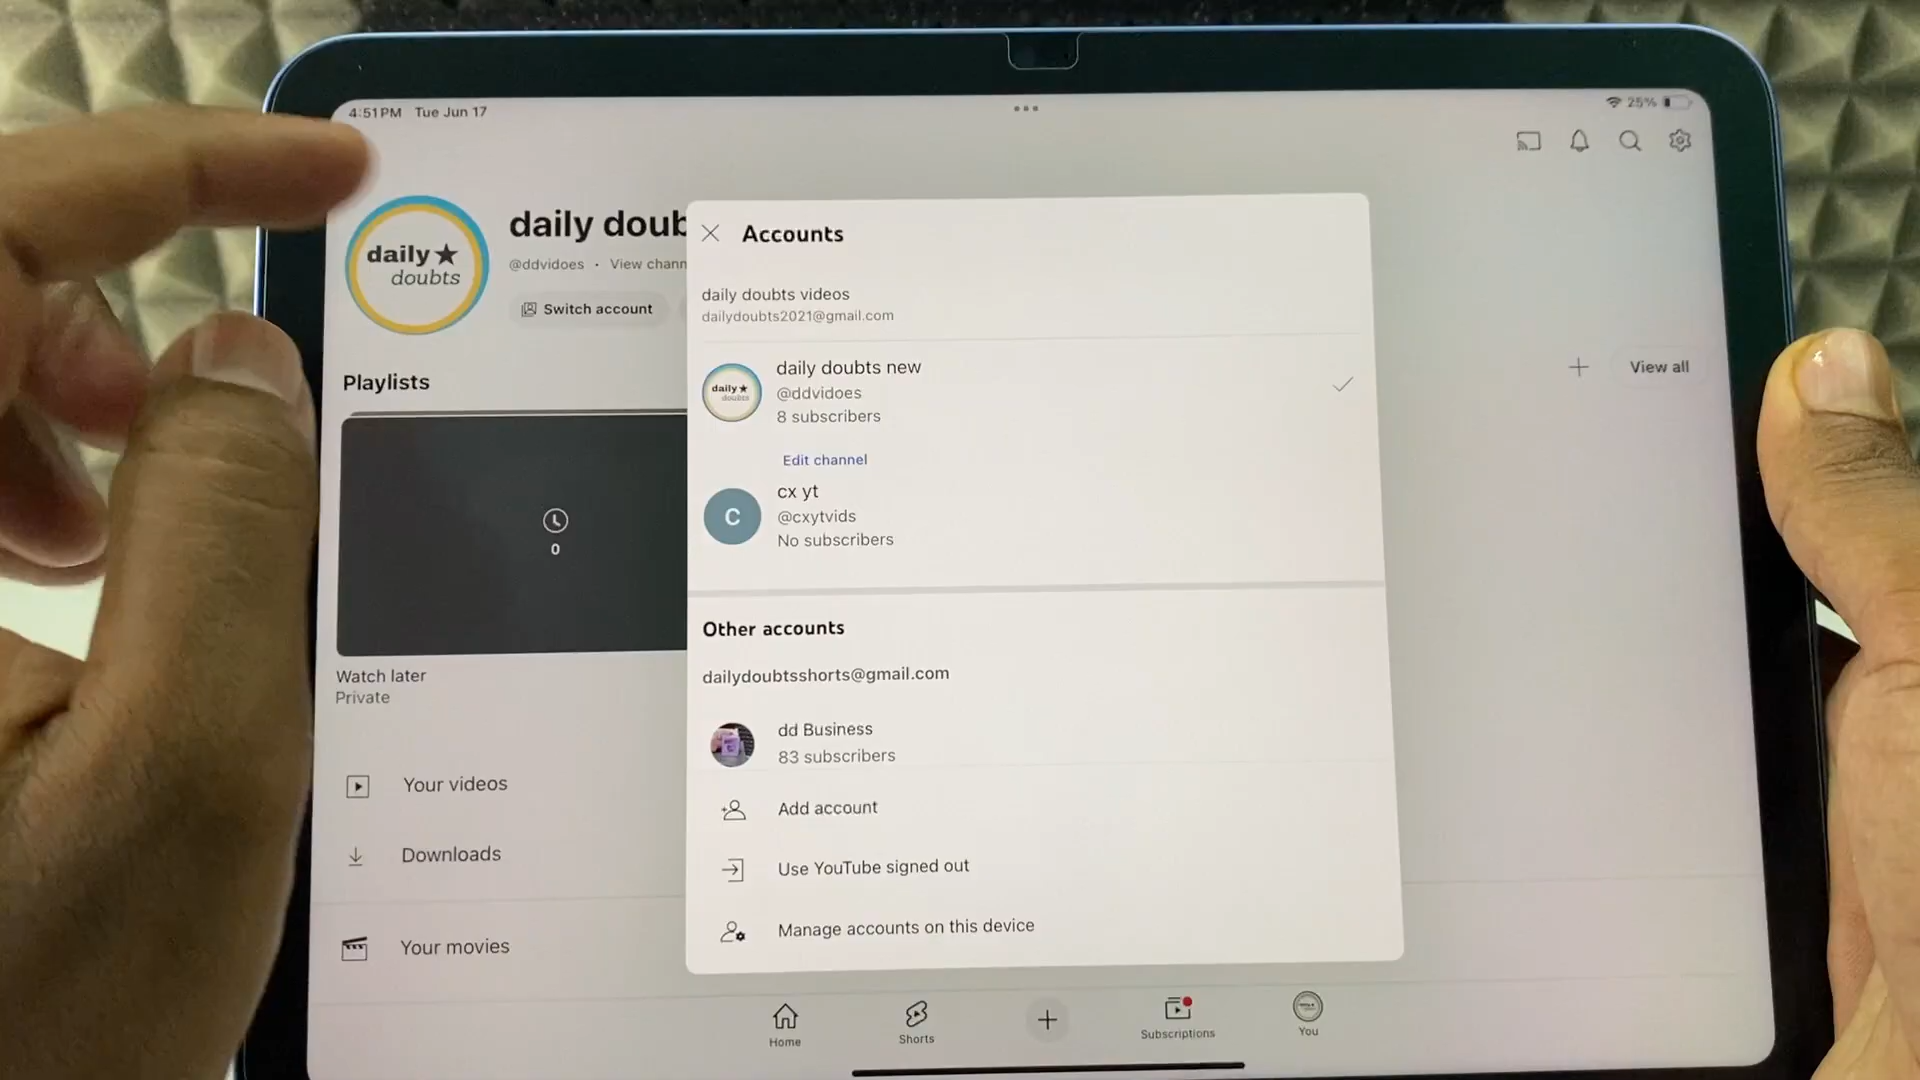 4:51 PM Tue Jun 17
25%
daily★
doubts
daily doub
@ddvidoes · View chann
Switch account
Playlists
View all
0
Watch later
Private
Your videos
Downloads
Your movies
Accounts
daily doubts videos
dailydoubts2021@gmail.com
daily★
doubts
daily doubts new
@ddvidoes
8 subscribers
Edit channel
C
cx yt
@cxytvids
No subscribers
Other accounts
dailydoubtsshorts@gmail.com
dd Business
83 subscribers
Add account
Use YouTube signed out
Manage accounts on this device
Home
Shorts
Subscriptions
You